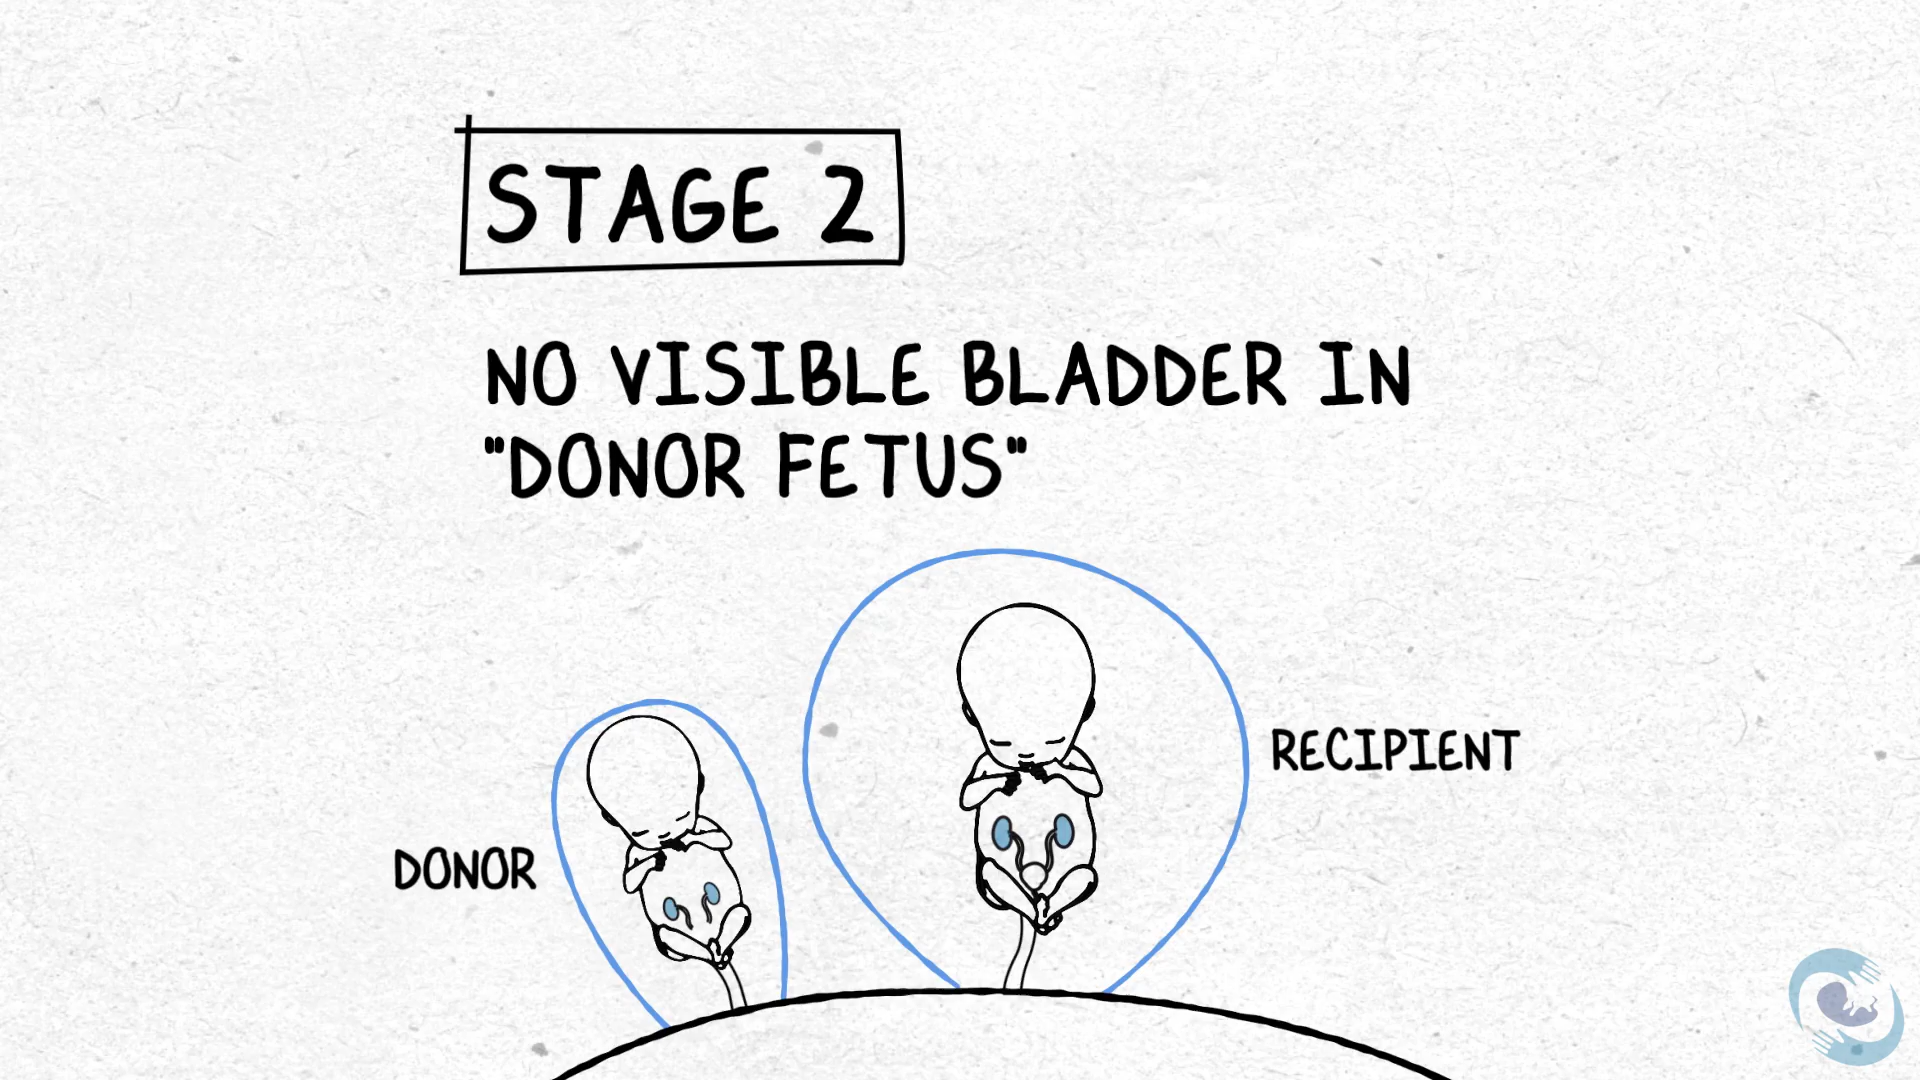 STAGE 2
NO VISIBLE BLADDER IN
"DONOR FETUS"
RECIPIENT
DONOR